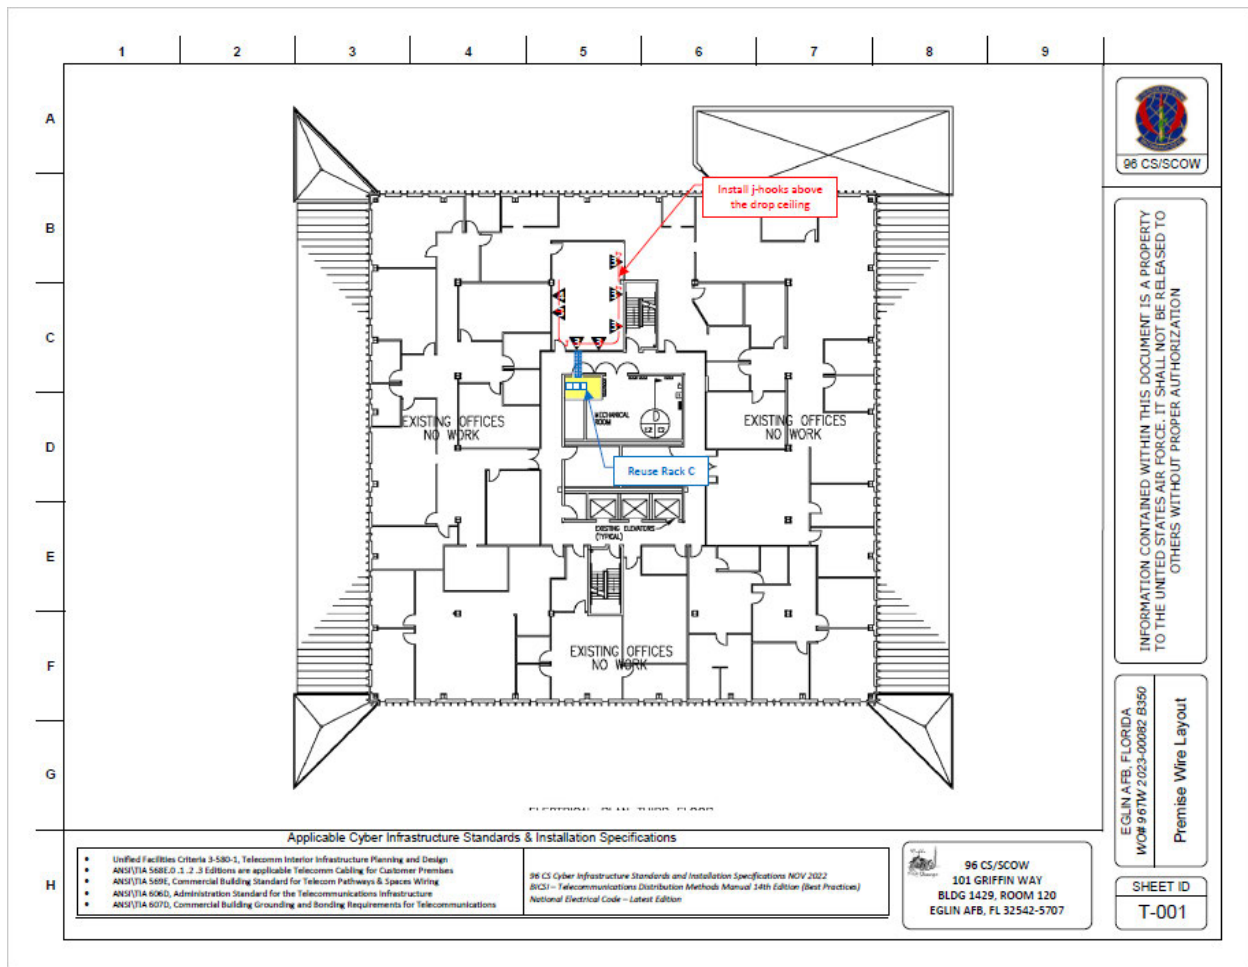 1 2 3 4 5 6 7 8 9
A
B
C
D
E
F
G
H
96 CS/SCOW
Install j-hooks above
the drop ceiling
MECHANICAL
ROOM
D
EXISTING OFFICES
NO WORK
EXISTING OFFICES
NO WORK
Reuse Rack C
EXISTING ELEVATORS
(TYPICAL)
EXISTING OFFICES
NO WORK
ELECTRICAL PLAN THIRD FLOOR
INFORMATION CONTAINED WITHIN THIS DOCUMENT IS A PROPERTY
TO THE UNITED STATES AIR FORCE. IT SHALL NOT BE RELEASED TO
OTHERS WITHOUT PROPER AUTHORIZATION
EGLIN AFB, FLORIDA
WO# 96TW 2023-00082 B350
Premise Wire Layout
SHEET ID
T-001
Applicable Cyber Infrastructure Standards & Installation Specifications
• Unified Facilities Criteria 3-580-1, Telecomm Interior Infrastructure Planning and Design
• ANSI\TIA 568E.0 .1 .2 .3 Editions are applicable Telecomm Cabling for Customer Premises
• ANSI\TIA 569E, Commercial Building Standard for Telecom Pathways & Spaces Wiring
• ANSI\TIA 606D, Administration Standard for the Telecommunications Infrastructure
• ANSI\TIA 607D, Commercial Building Grounding and Bonding Requirements for Telecommunications
96 CS Cyber Infrastructure Standards and Installation Specifications NOV 2022
BICSI – Telecommunications Distribution Methods Manual 14th Edition (Best Practices)
National Electrical Code – Latest Edition
96 CS/SCOW
101 GRIFFIN WAY
BLDG 1429, ROOM 120
EGLIN AFB, FL 32542-5707